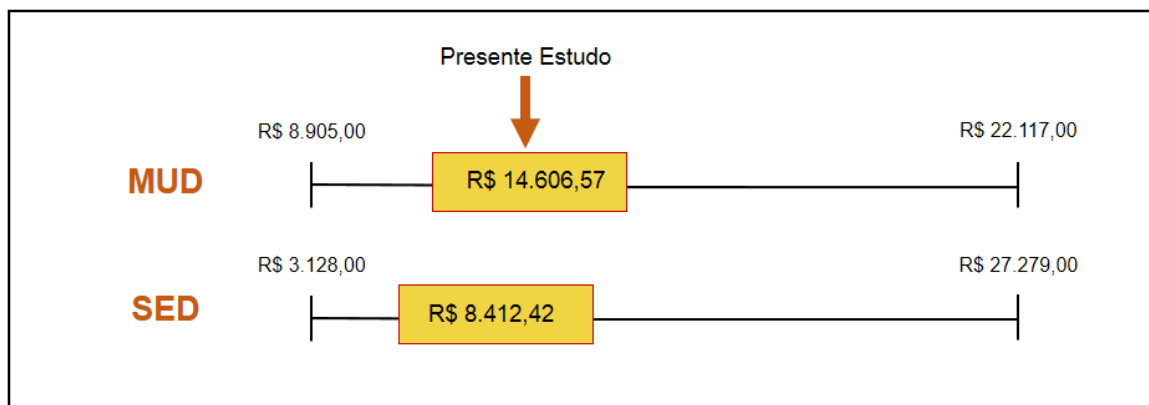 Presente Estudo
R$ 8.905,00
R$ 22.117,00
MUD
R$ 14.606,57
R$ 3.128,00
R$ 27.279,00
SED
R$ 8.412,42